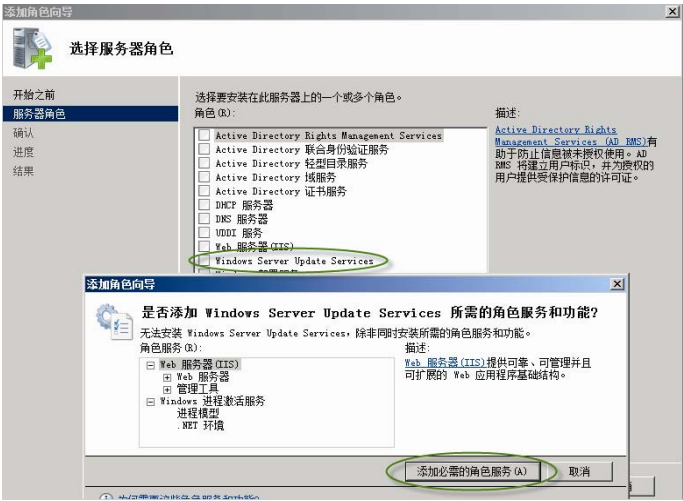 添加角色向导
选择服务器角色
开始之前
服务器角色
确认
进度
结果
选择要安装在此服务器上的一个或多个角色。
角色(R):
Active Directory Rights Management Services
Active Directory 联合身份验证服务
Active Directory 轻型目录服务
Active Directory 域服务
Active Directory 证书服务
DHCP 服务器
DNS 服务器
UDDI 服务
Web 服务器(IIS)
Windows Server Update Services
描述:
Active Directory Rights
Management Services (AD RMS)有
助于防止信息被未授权使用。AD
RMS 将建立用户标识，并为授权的
用户提供受保护信息的许可证。
添加角色向导
是否添加 Windows Server Update Services 所需的角色服务和功能?
无法安装 Windows Server Update Services，除非同时安装所需的角色服务和功能。
角色服务(R):
Web 服务器(IIS)
Web 服务器
管理工具
Windows 进程激活服务
进程模型
.NET 环境
描述:
Web 服务器(IIS)提供可靠、可管理并且
可扩展的 Web 应用程序基础结构。
添加必需的角色服务(A)
取消